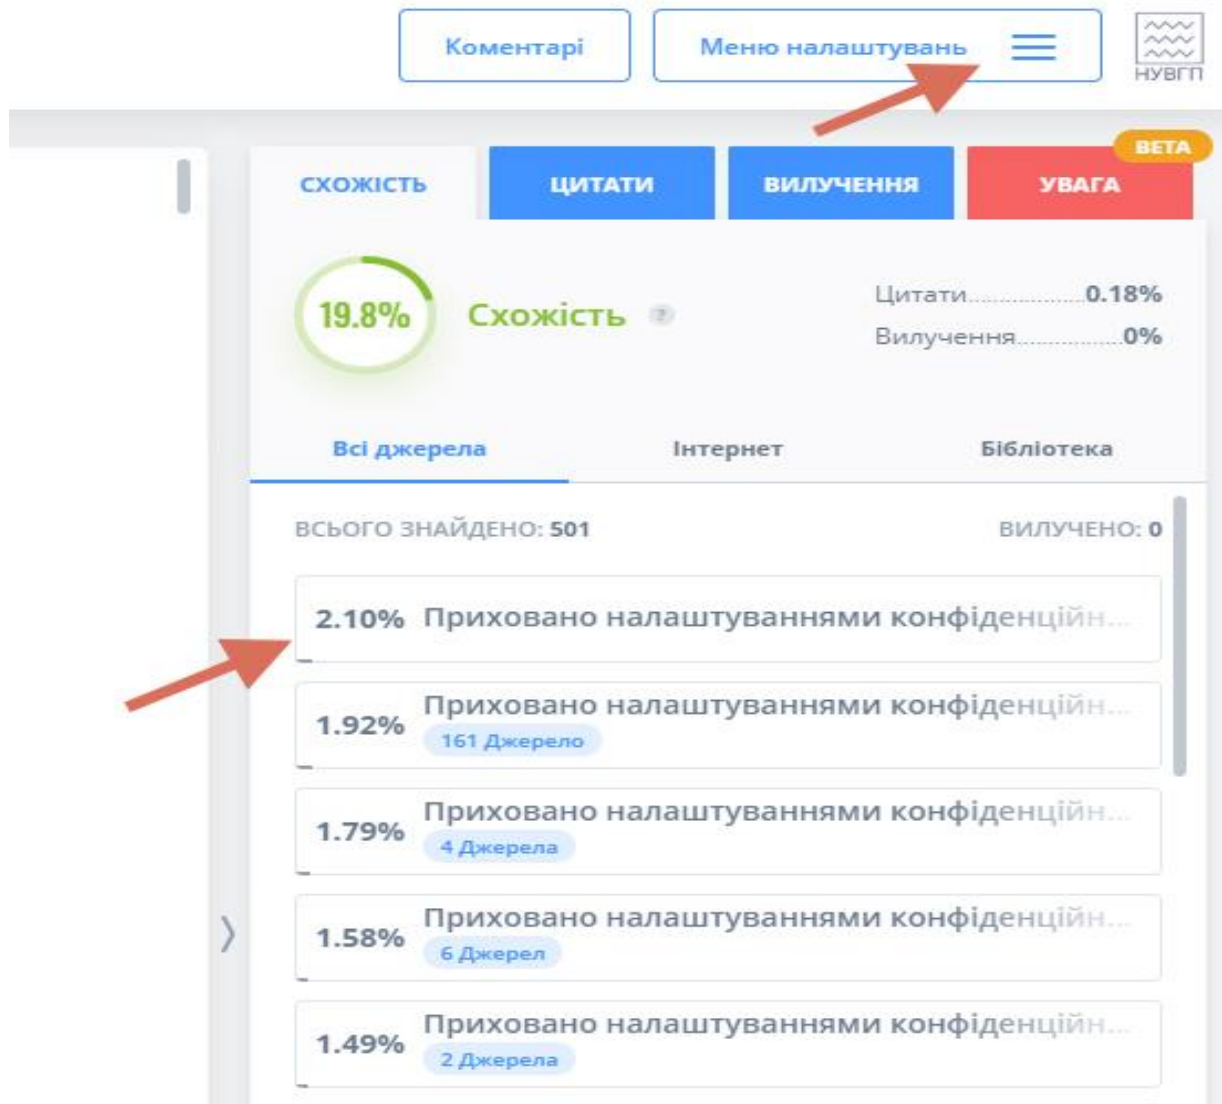 Коментарі
Меню налаштувань
НУВГП
BETA
СХОЖІСТЬ ЦИТАТИ ВИЛУЧЕННЯ УВАГА
19.8% Схожість ?
Цитати.................0.18%
Вилучення................0%
Всі джерела Інтернет Бібліотека
ВСЬОГО ЗНАЙДЕНО: 501 ВИЛУЧЕНО: 0
2.10% Приховано налаштуваннями конфіденційн...
1.92% Приховано налаштуваннями конфіденційн...
161 Джерело
1.79% Приховано налаштуваннями конфіденційн...
4 Джерела
1.58% Приховано налаштуваннями конфіденційн...
6 Джерел
1.49% Приховано налаштуваннями конфіденційн...
2 Джерела